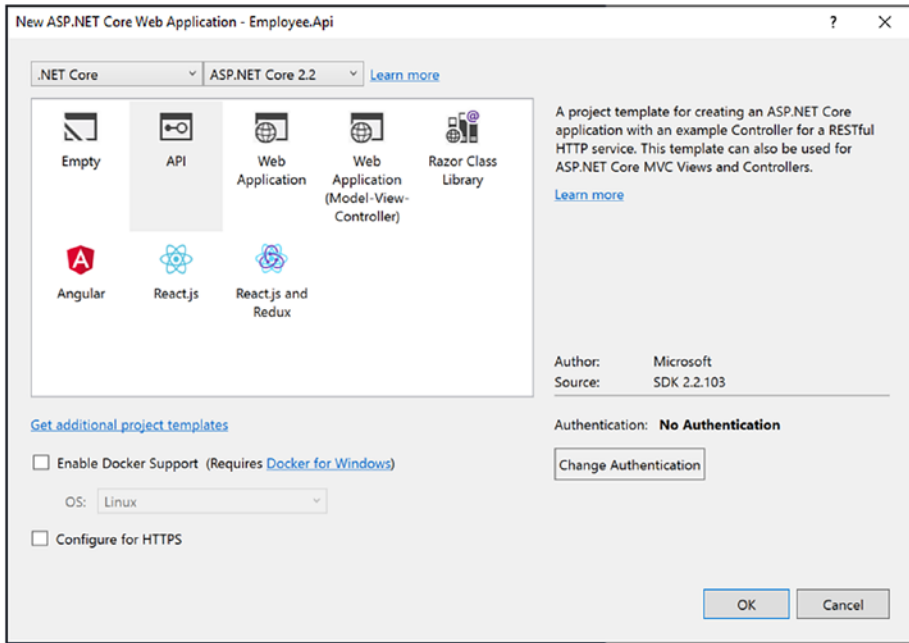 New ASP.NET Core Web Application - Employee.Api
? 
.NET Core
ASP.NET Core 2.2
Learn more
Empty
API
Web
Application
Web
Application
(Model-View-
Controller)
Razor Class
Library
Angular
React.js
React.js and
Redux
A project template for creating an ASP.NET Core
application with an example Controller for a RESTful
HTTP service. This template can also be used for
ASP.NET Core MVC Views and Controllers.
Learn more
Author: Microsoft
Source: SDK 2.2.103
Get additional project templates
Authentication: No Authentication
Enable Docker Support (Requires Docker for Windows)
Change Authentication
OS: Linux
Configure for HTTPS
OK
Cancel